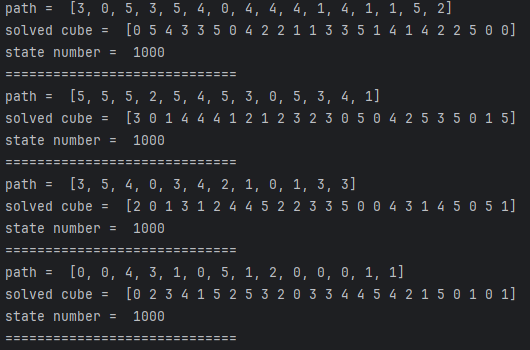 path =  [3, 0, 5, 3, 5, 4, 0, 4, 4, 4, 1, 4, 1, 1, 5, 2]
solved cube =  [0 5 4 3 3 5 0 4 2 2 1 1 3 3 5 1 4 1 4 2 2 5 0 0]
state number =  1000
=============================
path =  [5, 5, 5, 2, 5, 4, 5, 3, 0, 5, 3, 4, 1]
solved cube =  [3 0 1 4 4 4 1 2 1 2 3 2 3 0 5 0 4 2 5 3 5 0 1 5]
state number =  1000
=============================
path =  [3, 5, 4, 0, 3, 4, 2, 1, 0, 1, 3, 3]
solved cube =  [2 0 1 3 1 2 4 4 5 2 2 3 3 5 0 0 4 3 1 4 5 0 5 1]
state number =  1000
=============================
path =  [0, 0, 4, 3, 1, 0, 5, 1, 2, 0, 0, 0, 1, 1]
solved cube =  [0 2 3 4 1 5 2 5 3 2 0 3 3 4 4 5 4 2 1 5 0 1 0 1]
state number =  1000
=============================